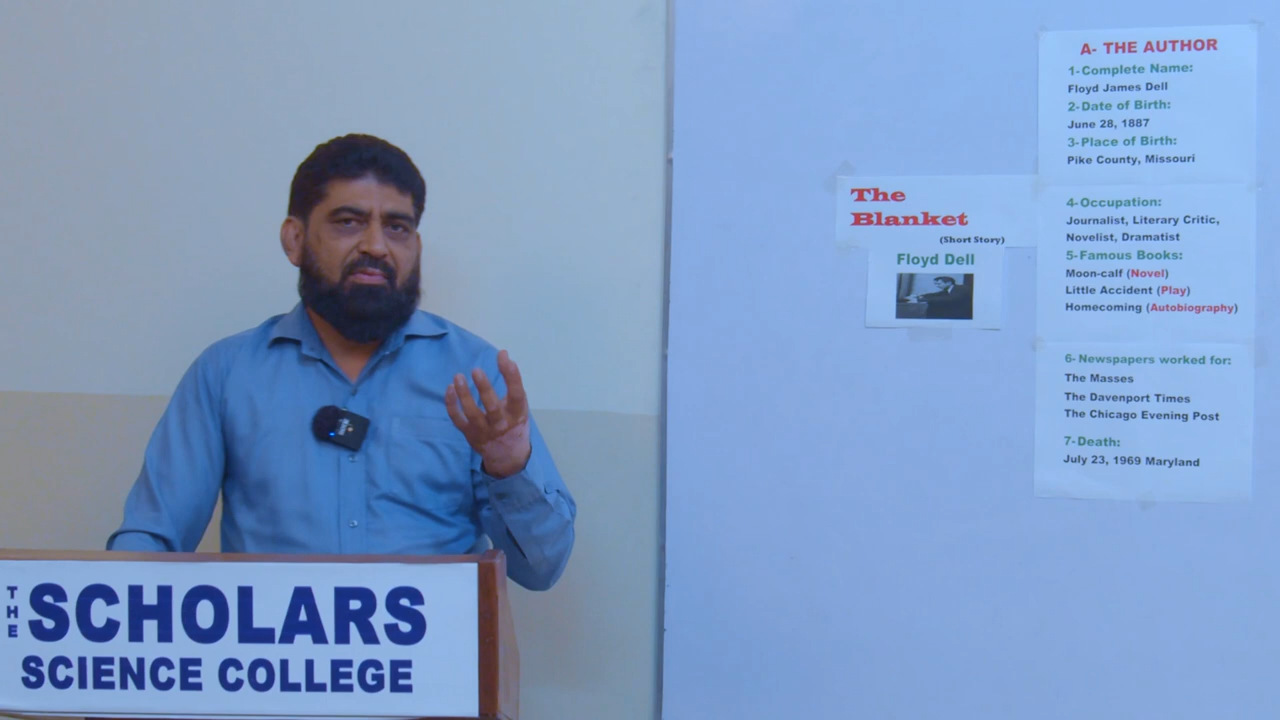 THE
SCHOLARS
SCIENCE COLLEGE
The
Blanket
(Short Story)
Floyd Dell
A- THE AUTHOR
1-Complete Name:
Floyd James Dell
2-Date of Birth:
June 28, 1887
3-Place of Birth:
Pike County, Missouri
4-Occupation:
Journalist, Literary Critic,
Novelist, Dramatist
5-Famous Books:
Moon-calf (Novel)
Little Accident (Play)
Homecoming (Autobiography)
6- Newspapers worked for:
The Masses
The Davenport Times
The Chicago Evening Post
7-Death:
July 23, 1969 Maryland